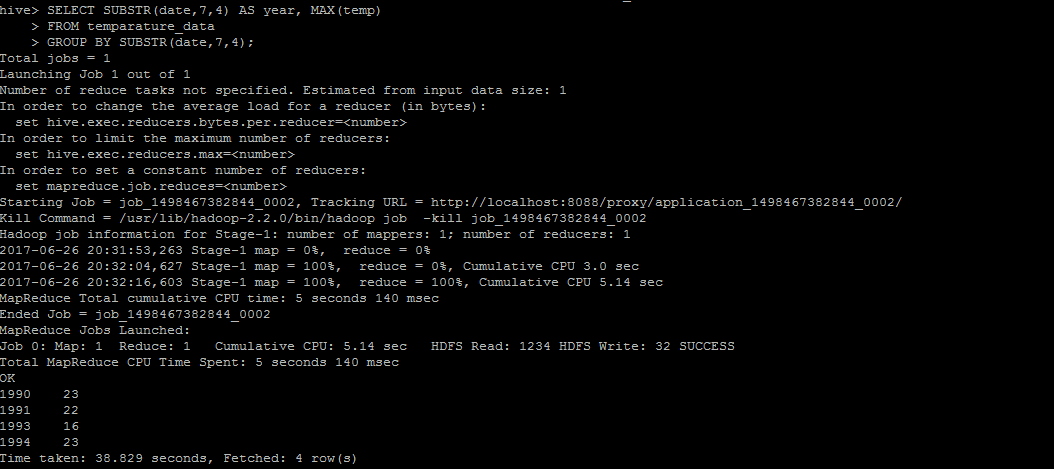 hive> SELECT SUBSTR(date,7,4) AS year, MAX(temp)
    > FROM temparature_data
    > GROUP BY SUBSTR(date,7,4);
Total jobs = 1
Launching Job 1 out of 1
Number of reduce tasks not specified. Estimated from input data size: 1
In order to change the average load for a reducer (in bytes):
  set hive.exec.reducers.bytes.per.reducer=<number>
In order to limit the maximum number of reducers:
  set hive.exec.reducers.max=<number>
In order to set a constant number of reducers:
  set mapreduce.job.reduces=<number>
Starting Job = job_1498467382844_0002, Tracking URL = http://localhost:8088/proxy/application_1498467382844_0002/
Kill Command = /usr/lib/hadoop-2.2.0/bin/hadoop job  -kill job_1498467382844_0002
Hadoop job information for Stage-1: number of mappers: 1; number of reducers: 1
2017-06-26 20:31:53,263 Stage-1 map = 0%,  reduce = 0%
2017-06-26 20:32:04,627 Stage-1 map = 100%,  reduce = 0%, Cumulative CPU 3.0 sec
2017-06-26 20:32:16,603 Stage-1 map = 100%,  reduce = 100%, Cumulative CPU 5.14 sec
MapReduce Total cumulative CPU time: 5 seconds 140 msec
Ended Job = job_1498467382844_0002
MapReduce Jobs Launched:
Job 0: Map: 1  Reduce: 1   Cumulative CPU: 5.14 sec   HDFS Read: 1234 HDFS Write: 32 SUCCESS
Total MapReduce CPU Time Spent: 5 seconds 140 msec
OK
1990    23
1991    22
1993    16
1994    23
Time taken: 38.829 seconds, Fetched: 4 row(s)